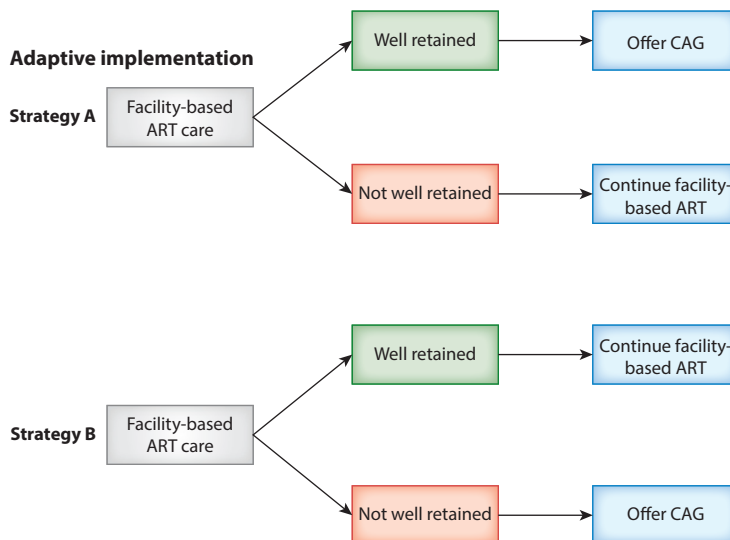 Adaptive implementation
Strategy A
Facility-based
ART care
Well retained
Offer CAG
Not well retained
Continue facility-
based ART
Strategy B
Facility-based
ART care
Well retained
Continue facility-
based ART
Not well retained
Offer CAG